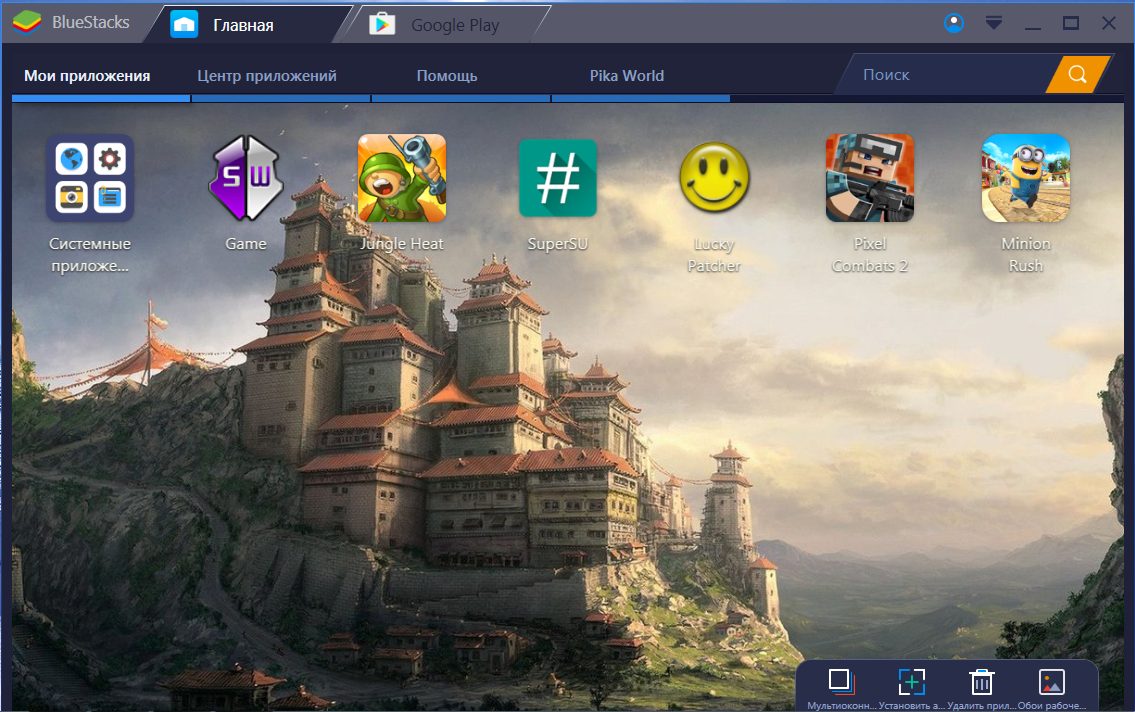 BlueStacks
Главная
Google Play
Мои приложения
Центр приложений
Помощь
Pika World
Поиск
Системные
приложе...
S W
Game
Jungle Heat
#
SuperSU
Lucky
Patcher
Pixel
Combats 2
Minion
Rush
Мультиоконн...
Установить а...
Удалить прил...
Обои рабоче...